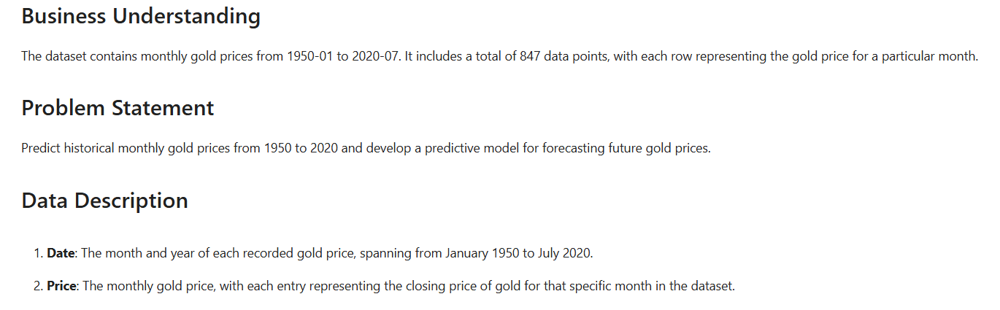 Business Understanding
The dataset contains monthly gold prices from 1950-01 to 2020-07. It includes a total of 847 data points, with each row representing the gold price for a particular month.
Problem Statement
Predict historical monthly gold prices from 1950 to 2020 and develop a predictive model for forecasting future gold prices.
Data Description
1. Date: The month and year of each recorded gold price, spanning from January 1950 to July 2020.
2. Price: The monthly gold price, with each entry representing the closing price of gold for that specific month in the dataset.